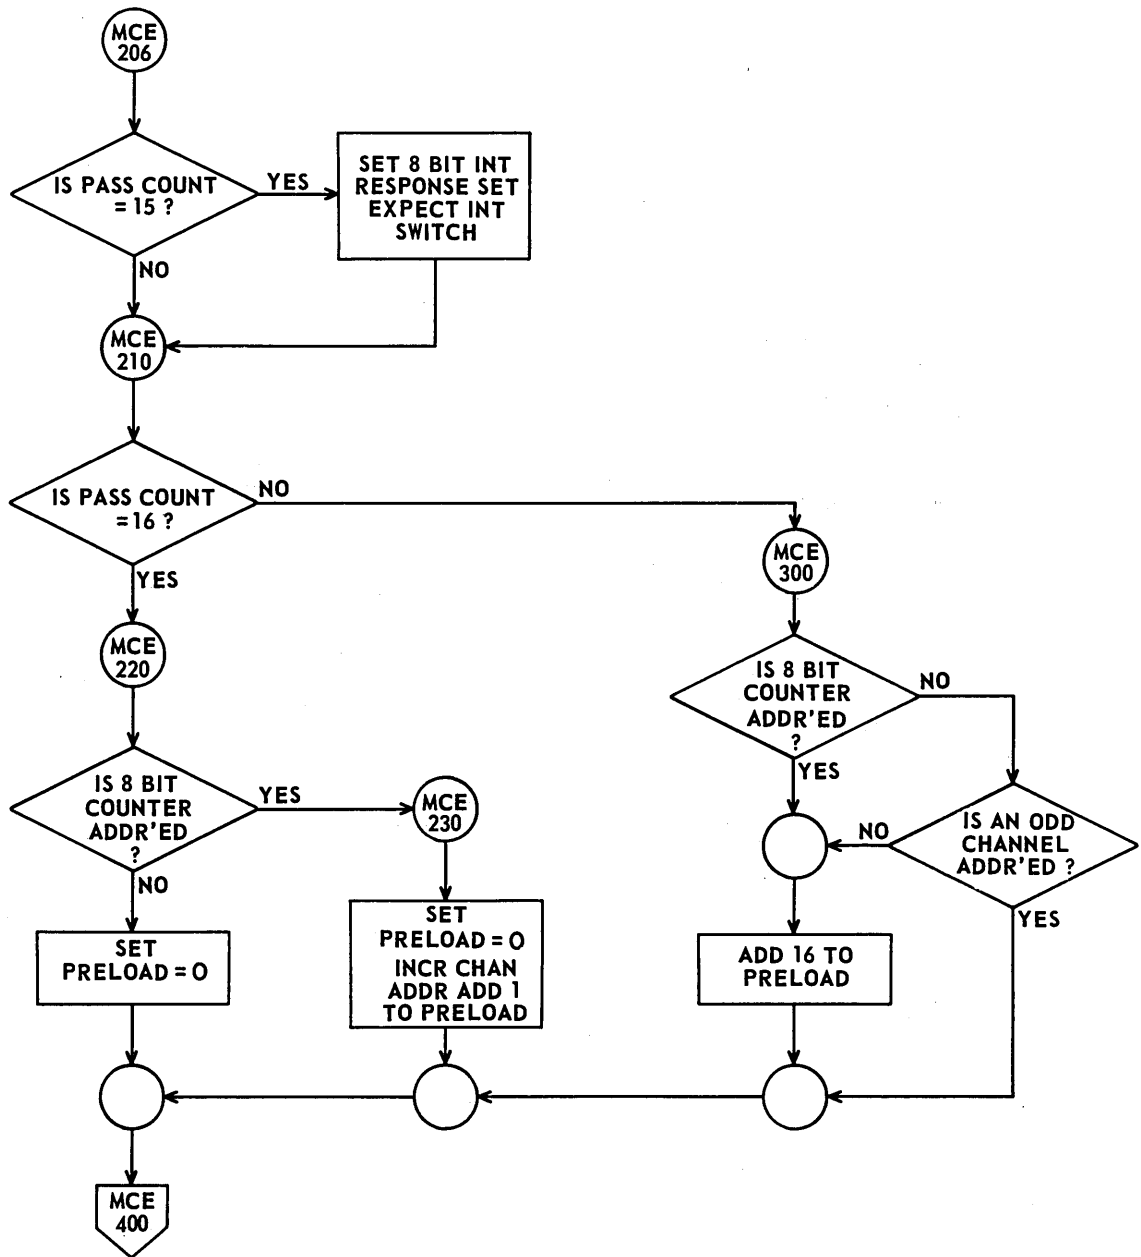 MCE
206
IS PASS COUNT
=15 ?
YES
SET 8 BIT INT
RESPONSE SET
EXPECT INT
SWITCH
NO
MCE
210
IS PASS COUNT
=16 ?
NO
YES
MCE
300
MCE
220
IS 8 BIT
COUNTER
ADDR'ED
?
NO
YES
IS 8 BIT
COUNTER
ADDR'ED
?
YES
NO
MCE
230
IS AN ODD
CHANNEL
ADDR'ED ?
NO
YES
SET
PRELOAD = 0
SET
PRELOAD = 0
INCR CHAN
ADDR ADD 1
TO PRELOAD
ADD 16 TO
PRELOAD
MCE
400